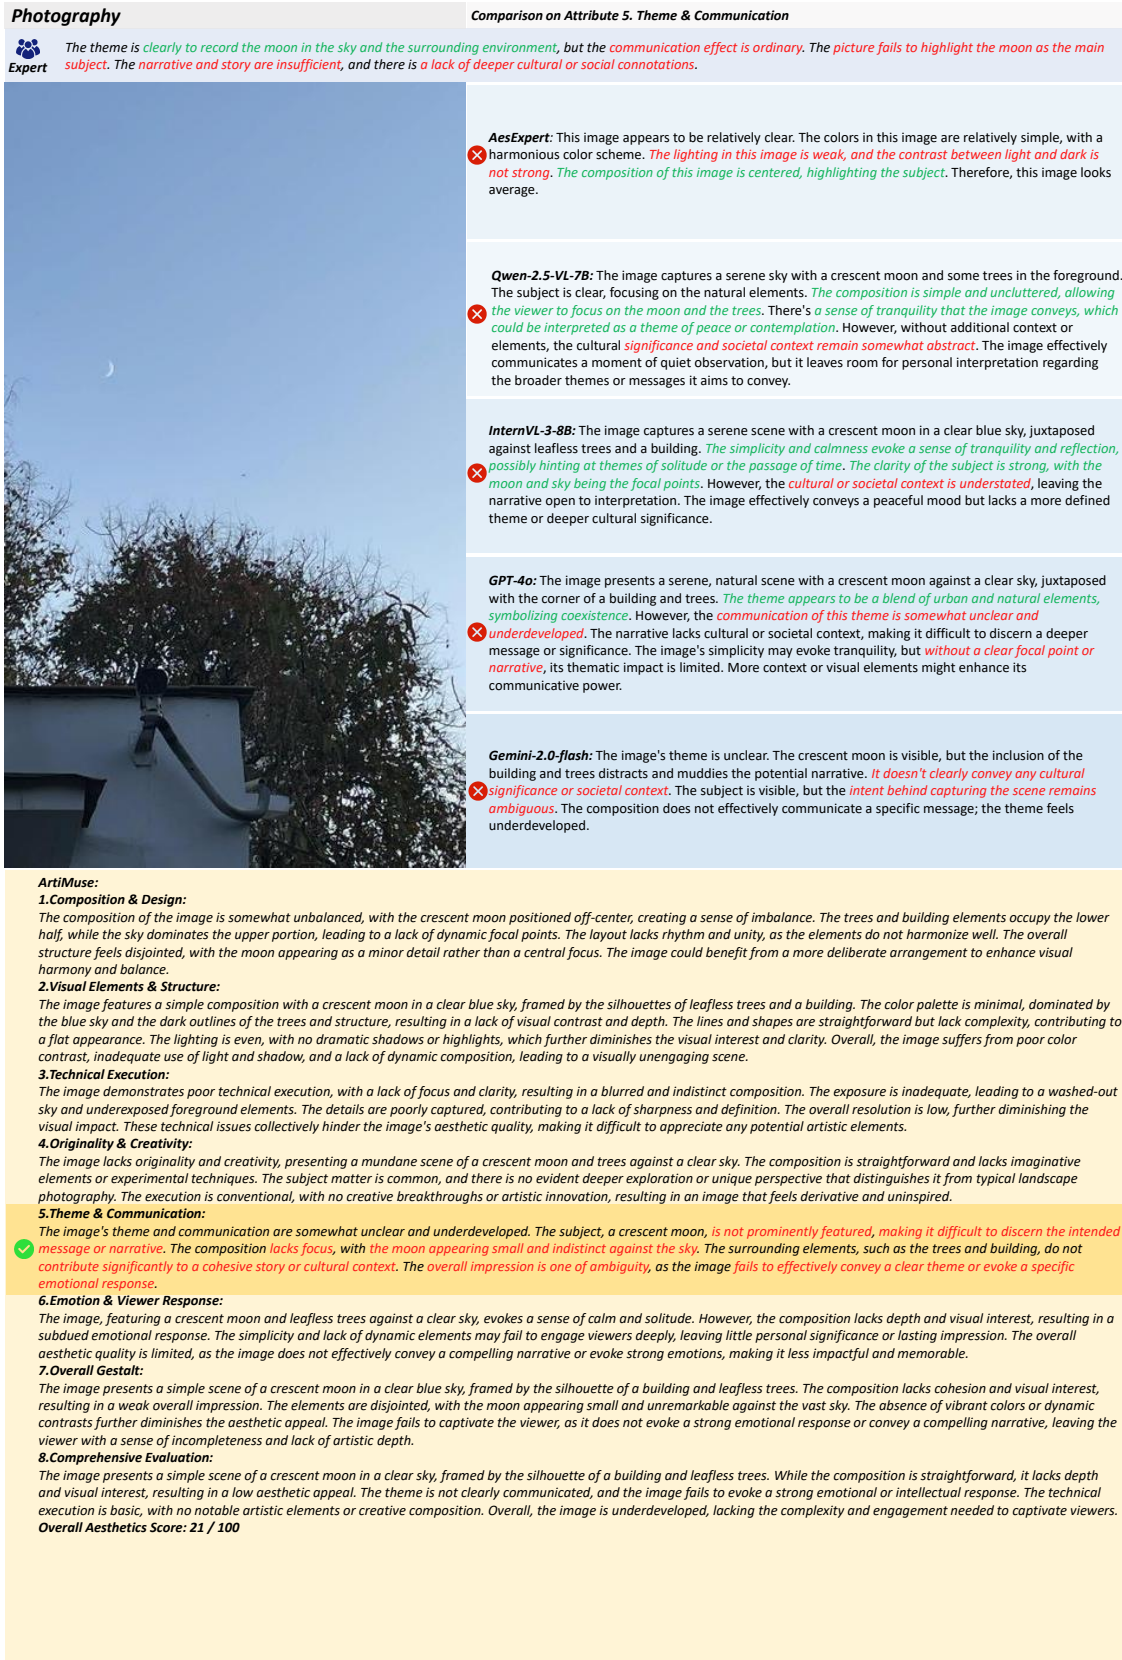 Photography
Comparison on Attribute 5. Theme & Communication
Expert
The theme is clearly to record the moon in the sky and the surrounding environment, but the communication effect is ordinary. The picture fails to highlight the moon as the main
subject. The narrative and story are insufficient, and there is a lack of deeper cultural or social connotations.
AesExpert: This image appears to be relatively clear. The colors in this image are relatively simple, with a
harmonious color scheme. The lighting in this image is weak, and the contrast between light and dark is
not strong. The composition of this image is centered, highlighting the subject. Therefore, this image looks
average.
Qwen-2.5-VL-7B: The image captures a serene sky with a crescent moon and some trees in the foreground.
The subject is clear, focusing on the natural elements. The composition is simple and uncluttered, allowing
the viewer to focus on the moon and the trees. There's a sense of tranquility that the image conveys, which
could be interpreted as a theme of peace or contemplation. However, without additional context or
elements, the cultural significance and societal context remain somewhat abstract. The image effectively
communicates a moment of quiet observation, but it leaves room for personal interpretation regarding
the broader themes or messages it aims to convey.
InternVL-3-8B: The image captures a serene scene with a crescent moon in a clear blue sky, juxtaposed
against leafless trees and a building. The simplicity and calmness evoke a sense of tranquility and reflection,
possibly hinting at themes of solitude or the passage of time. The clarity of the subject is strong, with the
moon and sky being the focal points. However, the cultural or societal context is understated, leaving the
narrative open to interpretation. The image effectively conveys a peaceful mood but lacks a more defined
theme or deeper cultural significance.
GPT-4o: The image presents a serene, natural scene with a crescent moon against a clear sky, juxtaposed
with the corner of a building and trees. The theme appears to be a blend of urban and natural elements,
symbolizing coexistence. However, the communication of this theme is somewhat unclear and
underdeveloped. The narrative lacks cultural or societal context, making it difficult to discern a deeper
message or significance. The image's simplicity may evoke tranquility, but without a clear focal point or
narrative, its thematic impact is limited. More context or visual elements might enhance its
communicative power.
Gemini-2.0-flash: The image's theme is unclear. The crescent moon is visible, but the inclusion of the
building and trees distracts and muddies the potential narrative. It doesn't clearly convey any cultural
significance or societal context. The subject is visible, but the intent behind capturing the scene remains
ambiguous. The composition does not effectively communicate a specific message; the theme feels
underdeveloped.
ArtiMuse:
1.Composition & Design:
The composition of the image is somewhat unbalanced, with the crescent moon positioned off-center, creating a sense of imbalance. The trees and building elements occupy the lower
half, while the sky dominates the upper portion, leading to a lack of dynamic focal points. The layout lacks rhythm and unity, as the elements do not harmonize well. The overall
structure feels disjointed, with the moon appearing as a minor detail rather than a central focus. The image could benefit from a more deliberate arrangement to enhance visual
harmony and balance.
2.Visual Elements & Structure:
The image features a simple composition with a crescent moon in a clear blue sky, framed by the silhouettes of leafless trees and a building. The color palette is minimal, dominated by
the blue sky and the dark outlines of the trees and structure, resulting in a lack of visual contrast and depth. The lines and shapes are straightforward but lack complexity, contributing to
a flat appearance. The lighting is even, with no dramatic shadows or highlights, which further diminishes the visual interest and clarity. Overall, the image suffers from poor color
contrast, inadequate use of light and shadow, and a lack of dynamic composition, leading to a visually unengaging scene.
3.Technical Execution:
The image demonstrates poor technical execution, with a lack of focus and clarity, resulting in a blurred and indistinct composition. The exposure is inadequate, leading to a washed-out
sky and underexposed foreground elements. The details are poorly captured, contributing to a lack of sharpness and definition. The overall resolution is low, further diminishing the
visual impact. These technical issues collectively hinder the image's aesthetic quality, making it difficult to appreciate any potential artistic elements.
4.Originality & Creativity:
The image lacks originality and creativity, presenting a mundane scene of a crescent moon and trees against a clear sky. The composition is straightforward and lacks imaginative
elements or experimental techniques. The subject matter is common, and there is no evident deeper exploration or unique perspective that distinguishes it from typical landscape
photography. The execution is conventional, with no creative breakthroughs or artistic innovation, resulting in an image that feels derivative and uninspired.
5.Theme & Communication:
The image's theme and communication are somewhat unclear and underdeveloped. The subject, a crescent moon, is not prominently featured, making it difficult to discern the intended
message or narrative. The composition lacks focus, with the moon appearing small and indistinct against the sky. The surrounding elements, such as the trees and building, do not
contribute significantly to a cohesive story or cultural context. The overall impression is one of ambiguity, as the image fails to effectively convey a clear theme or evoke a specific
emotional response.
6.Emotion & Viewer Response:
The image, featuring a crescent moon and leafless trees against a clear sky, evokes a sense of calm and solitude. However, the composition lacks depth and visual interest, resulting in a
subdued emotional response. The simplicity and lack of dynamic elements may fail to engage viewers deeply, leaving little personal significance or lasting impression. The overall
aesthetic quality is limited, as the image does not effectively convey a compelling narrative or evoke strong emotions, making it less impactful and memorable.
7.Overall Gestalt:
The image presents a simple scene of a crescent moon in a clear blue sky, framed by the silhouette of a building and leafless trees. The composition lacks cohesion and visual interest,
resulting in a weak overall impression. The elements are disjointed, with the moon appearing small and unremarkable against the vast sky. The absence of vibrant colors or dynamic
contrasts further diminishes the aesthetic appeal. The image fails to captivate the viewer, as it does not evoke a strong emotional response or convey a compelling narrative, leaving the
viewer with a sense of incompleteness and lack of artistic depth.
8.Comprehensive Evaluation:
The image presents a simple scene of a crescent moon in a clear sky, framed by the silhouette of a building and leafless trees. While the composition is straightforward, it lacks depth
and visual interest, resulting in a low aesthetic appeal. The theme is not clearly communicated, and the image fails to evoke a strong emotional or intellectual response. The technical
execution is basic, with no notable artistic elements or creative composition. Overall, the image is underdeveloped, lacking the complexity and engagement needed to captivate viewers.
Overall Aesthetics Score: 21 / 100